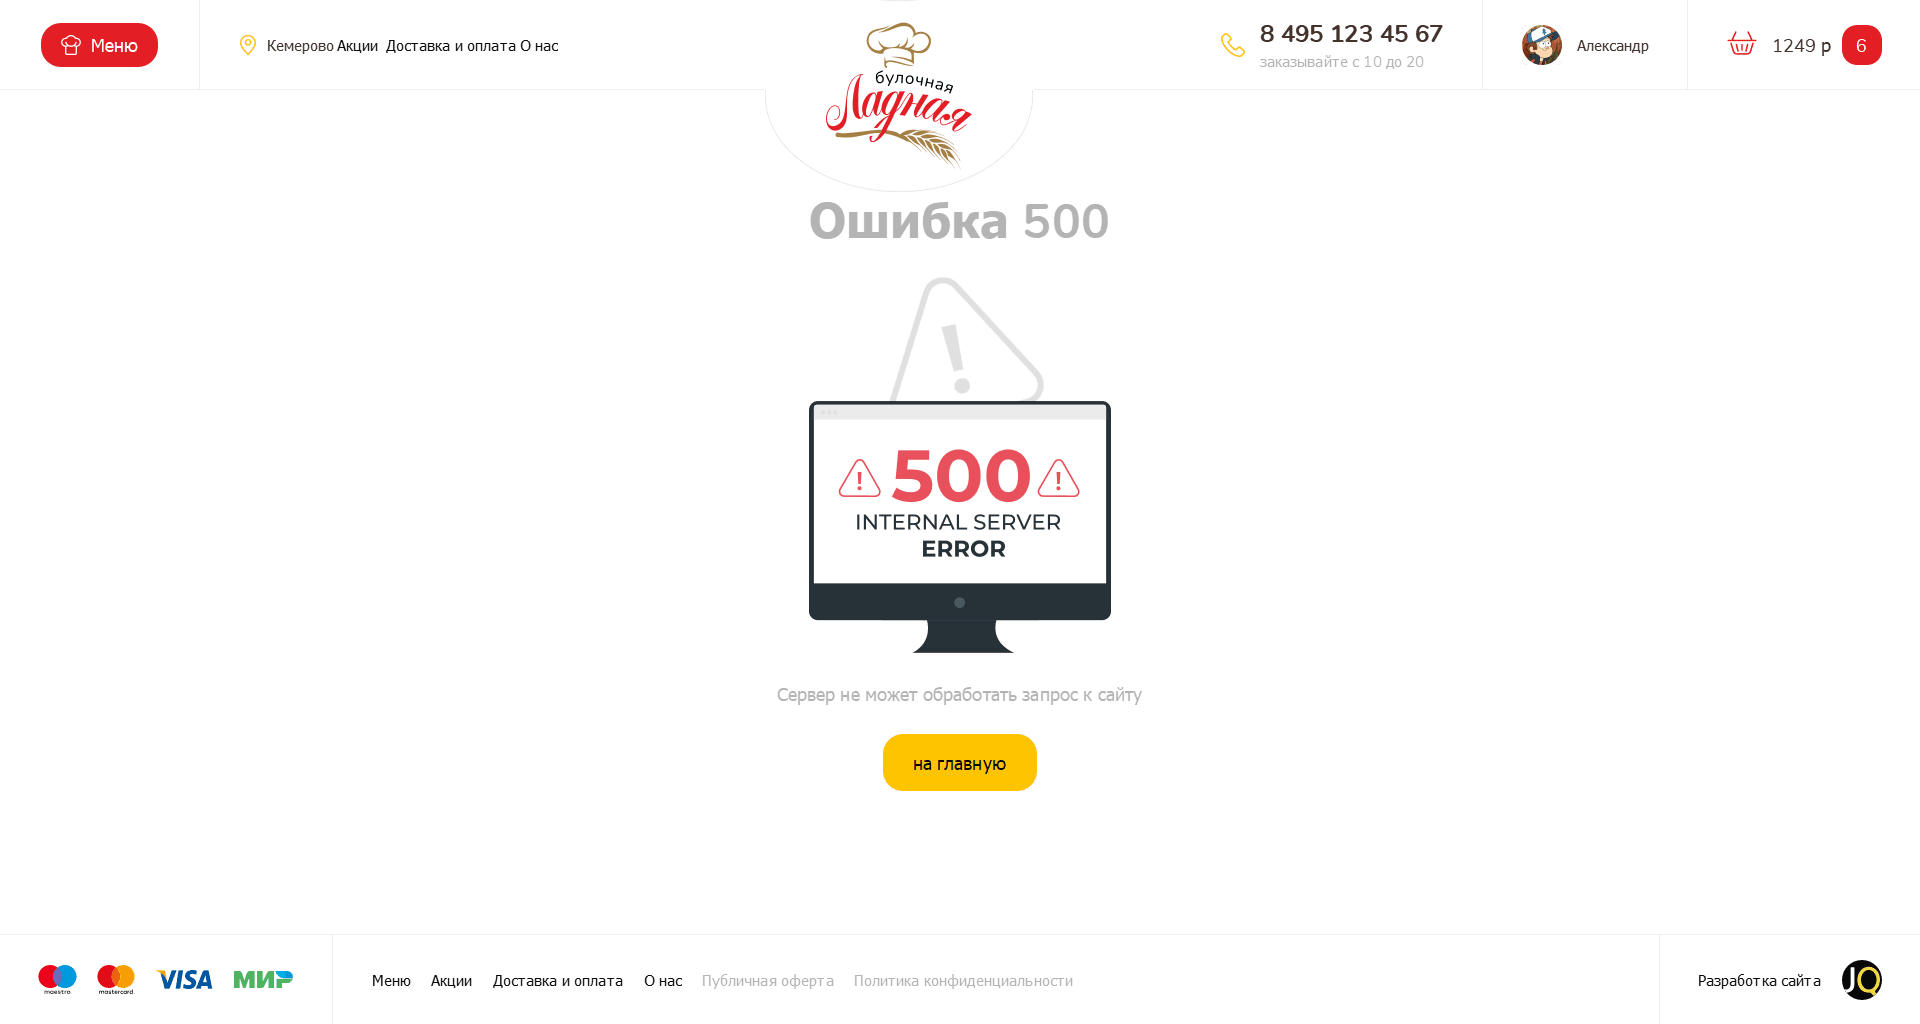 Меню
Кемерово Акции Доставка и оплата О нас
булочная
Ладная
8 495 123 45 67
заказывайте с 10 до 20
Александр
1249 р 6
Ошибка 500
500
INTERNAL SERVER
ERROR
Сервер не может обработать запрос к сайту
на главную
maestro mastercard. VISA МИР
Меню Акции Доставка и оплата О нас Публичная оферта Политика конфиденциальности
Разработка сайта JQ